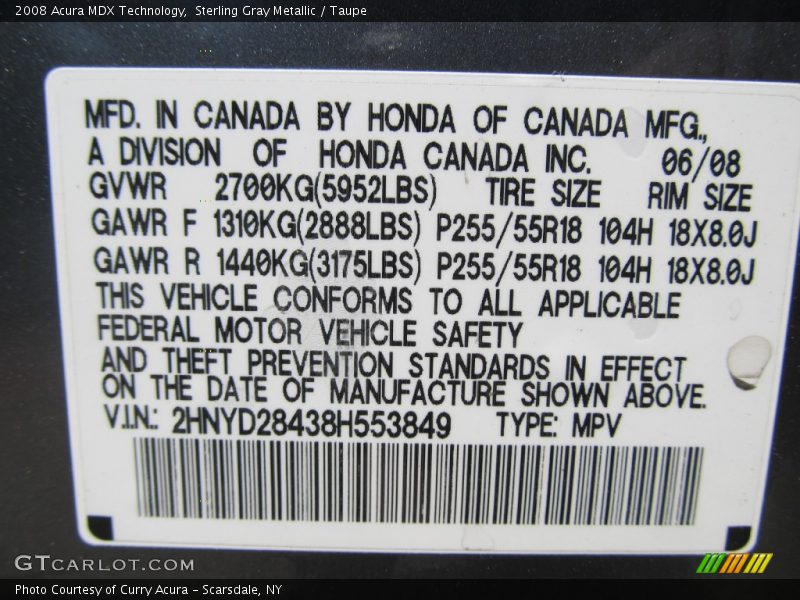 2008 Acura MDX Technology,  Sterling Gray Metallic / Taupe
MFD. IN CANADA BY HONDA OF CANADA MFG.,
A DIVISION OF HONDA CANADA INC. 06/08
GVWR 2700KG(5952LBS) TIRE SIZE RIM SIZE
GAWR F 1310KG(2888LBS) P255/55R18 104H 18X8.0J
GAWR R 1440KG(3175LBS) P255/55R18 104H 18X8.0J
THIS VEHICLE CONFORMS TO ALL APPLICABLE
FEDERAL MOTOR VEHICLE SAFETY
AND THEFT PREVENTION STANDARDS IN EFFECT
ON THE DATE OF MANUFACTURE SHOWN ABOVE.
V.I.N.: 2HNYD28438H553849 TYPE: MPV
GTCARLOT.COM
Photo Courtesy of Curry Acura - Scarsdale, NY